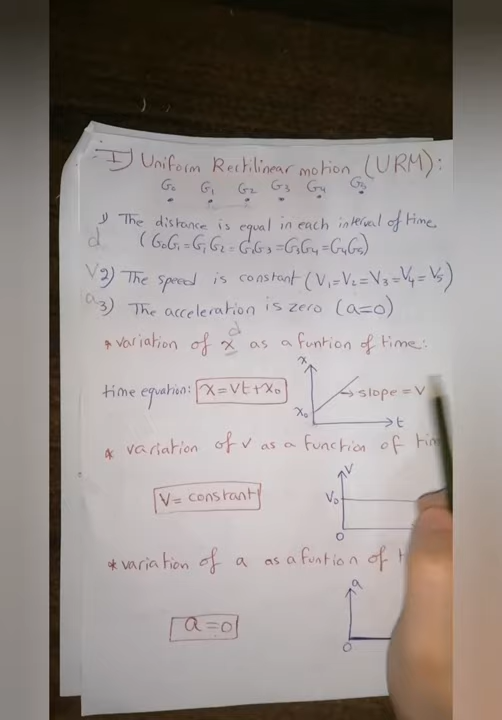 I) Uniform Rectilinear motion (URM):
G₀ G₁ G₂ G₃ G₄ G₅
1) The distance is equal in each interval of time
d (G₀G₁=G₁G₂=G₂G₃=G₃G₄=G₄G₅)
V 2) The speed is constant (V₁=V₂=V₃=V₄=V₅)
a 3) The acceleration is zero (a=0)
d
* variation of x as a funtion of time:
x
time equation: x=Vt+x₀
slope = V
x₀
t
* variation of v as a function of tim
V
V= constant
V₀
0
* variation of a as a funtion of t
a
a=0
0